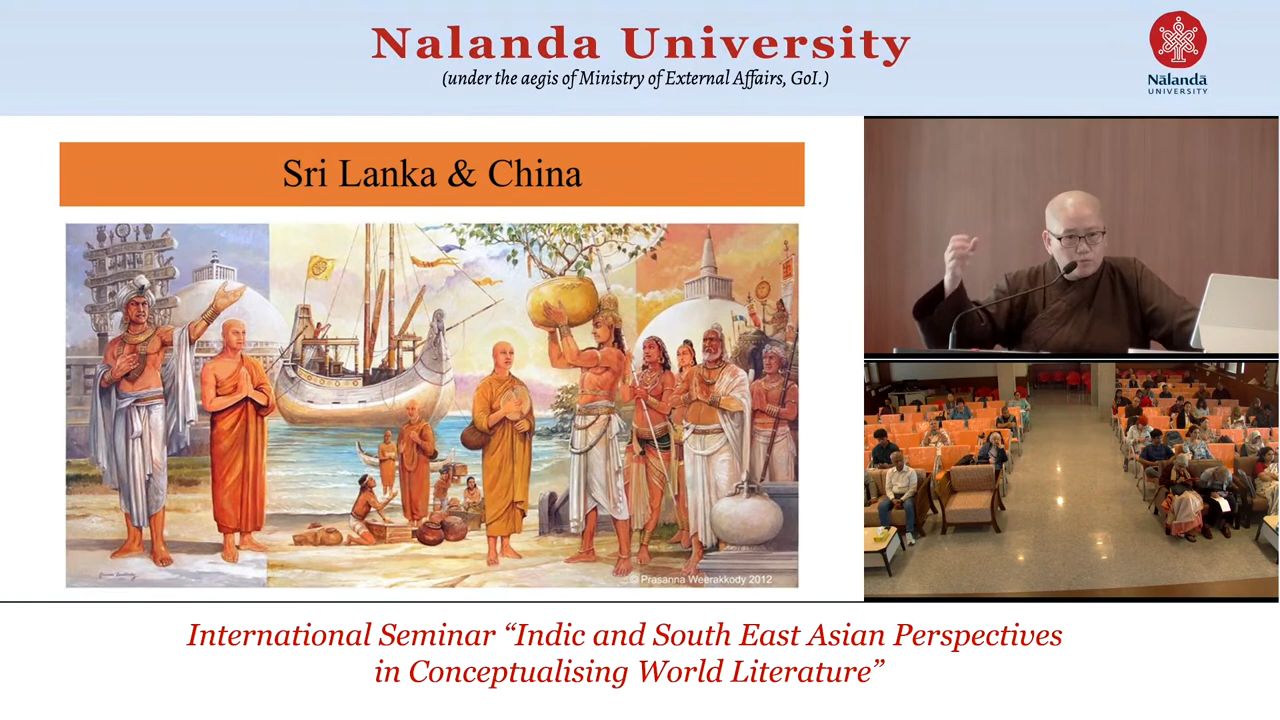 Nalanda University
(under the aegis of Ministry of External Affairs, GoI.)
Nālandā
UNIVERSITY
Sri Lanka & China
© Prasanna Weerakkody 2012
International Seminar “Indic and South East Asian Perspectives
in Conceptualising World Literature”